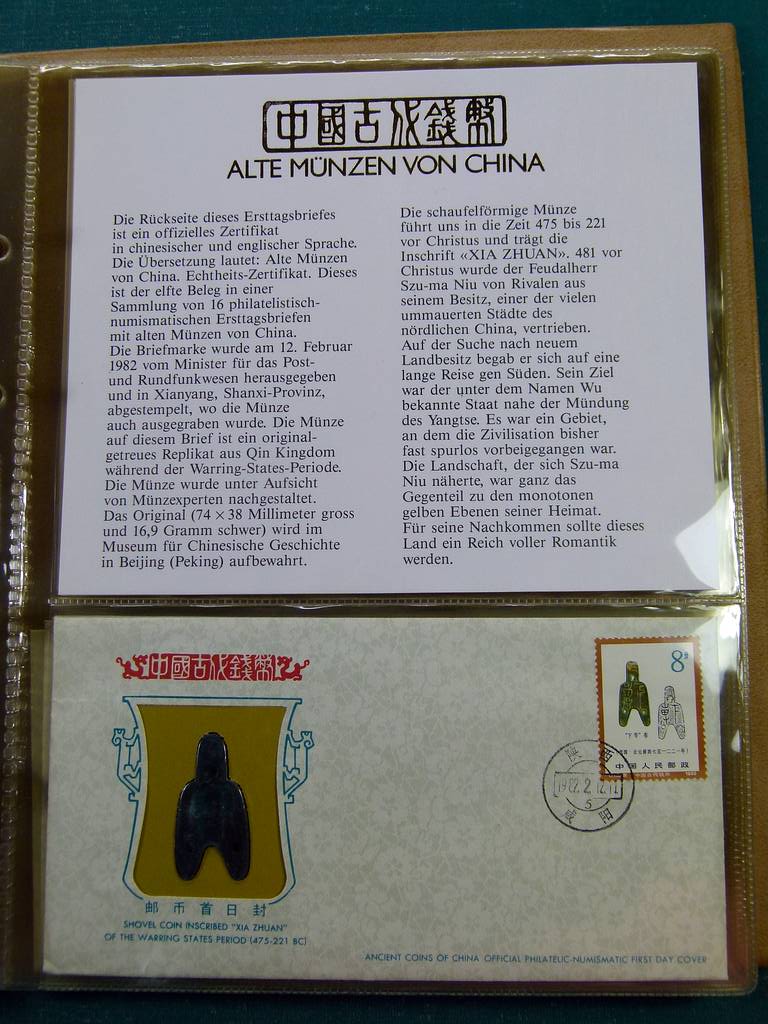 中國古代錢幣
ALTE MÜNZEN VON CHINA
Die Rückseite dieses Ersttagsbriefes
ist ein offizielles Zertifikat
in chinesischer und englischer Sprache.
Die Übersetzung lautet: Alte Münzen
von China. Echtheits-Zertifikat. Dieses
ist der elfte Beleg in einer
Sammlung von 16 philatelistisch-
numismatischen Ersttagsbriefen
mit alten Münzen von China.
Die Briefmarke wurde am 12. Februar
1982 vom Minister für das Post-
und Rundfunkwesen herausgegeben
und in Xianyang, Shanxi-Provinz,
abgestempelt, wo die Münze
auch ausgegraben wurde. Die Münze
auf diesem Brief ist ein original-
getreues Replikat aus Qin Kingdom
während der Warring-States-Periode.
Die Münze wurde unter Aufsicht
von Münzexperten nachgestaltet.
Das Original (74 × 38 Millimeter gross
und 16,9 Gramm schwer) wird im
Museum für Chinesische Geschichte
in Beijing (Peking) aufbewahrt.
Die schaufelförmige Münze
führt uns in die Zeit 475 bis 221
vor Christus und trägt die
Inschrift «XIA ZHUAN». 481 vor
Christus wurde der Feudalherr
Szu-ma Niu von Rivalen aus
seinem Besitz, einer der vielen
ummauerten Städte des
nördlichen China, vertrieben.
Auf der Suche nach neuem
Landbesitz begab er sich auf eine
lange Reise gen Süden. Sein Ziel
war der unter dem Namen Wu
bekannte Staat nahe der Mündung
des Yangtse. Es war ein Gebiet,
an dem die Zivilisation bisher
fast spurlos vorbeigegangen war.
Die Landschaft, der sich Szu-ma
Niu näherte, war ganz das
Gegenteil zu den monotonen
gelben Ebenen seiner Heimat.
Für seine Nachkommen sollte dieses
Land ein Reich voller Romantik
werden.
中國古代錢幣
8分
中国人民邮政
陕西
1982.2.12.11
5
咸阳
邮币首日封
SHOVEL COIN INSCRIBED "XIA ZHUAN"
OF THE WARRING STATES PERIOD (475-221 BC)
ANCIENT COINS OF CHINA OFFICIAL PHILATELIC-NUMISMATIC FIRST DAY COVER